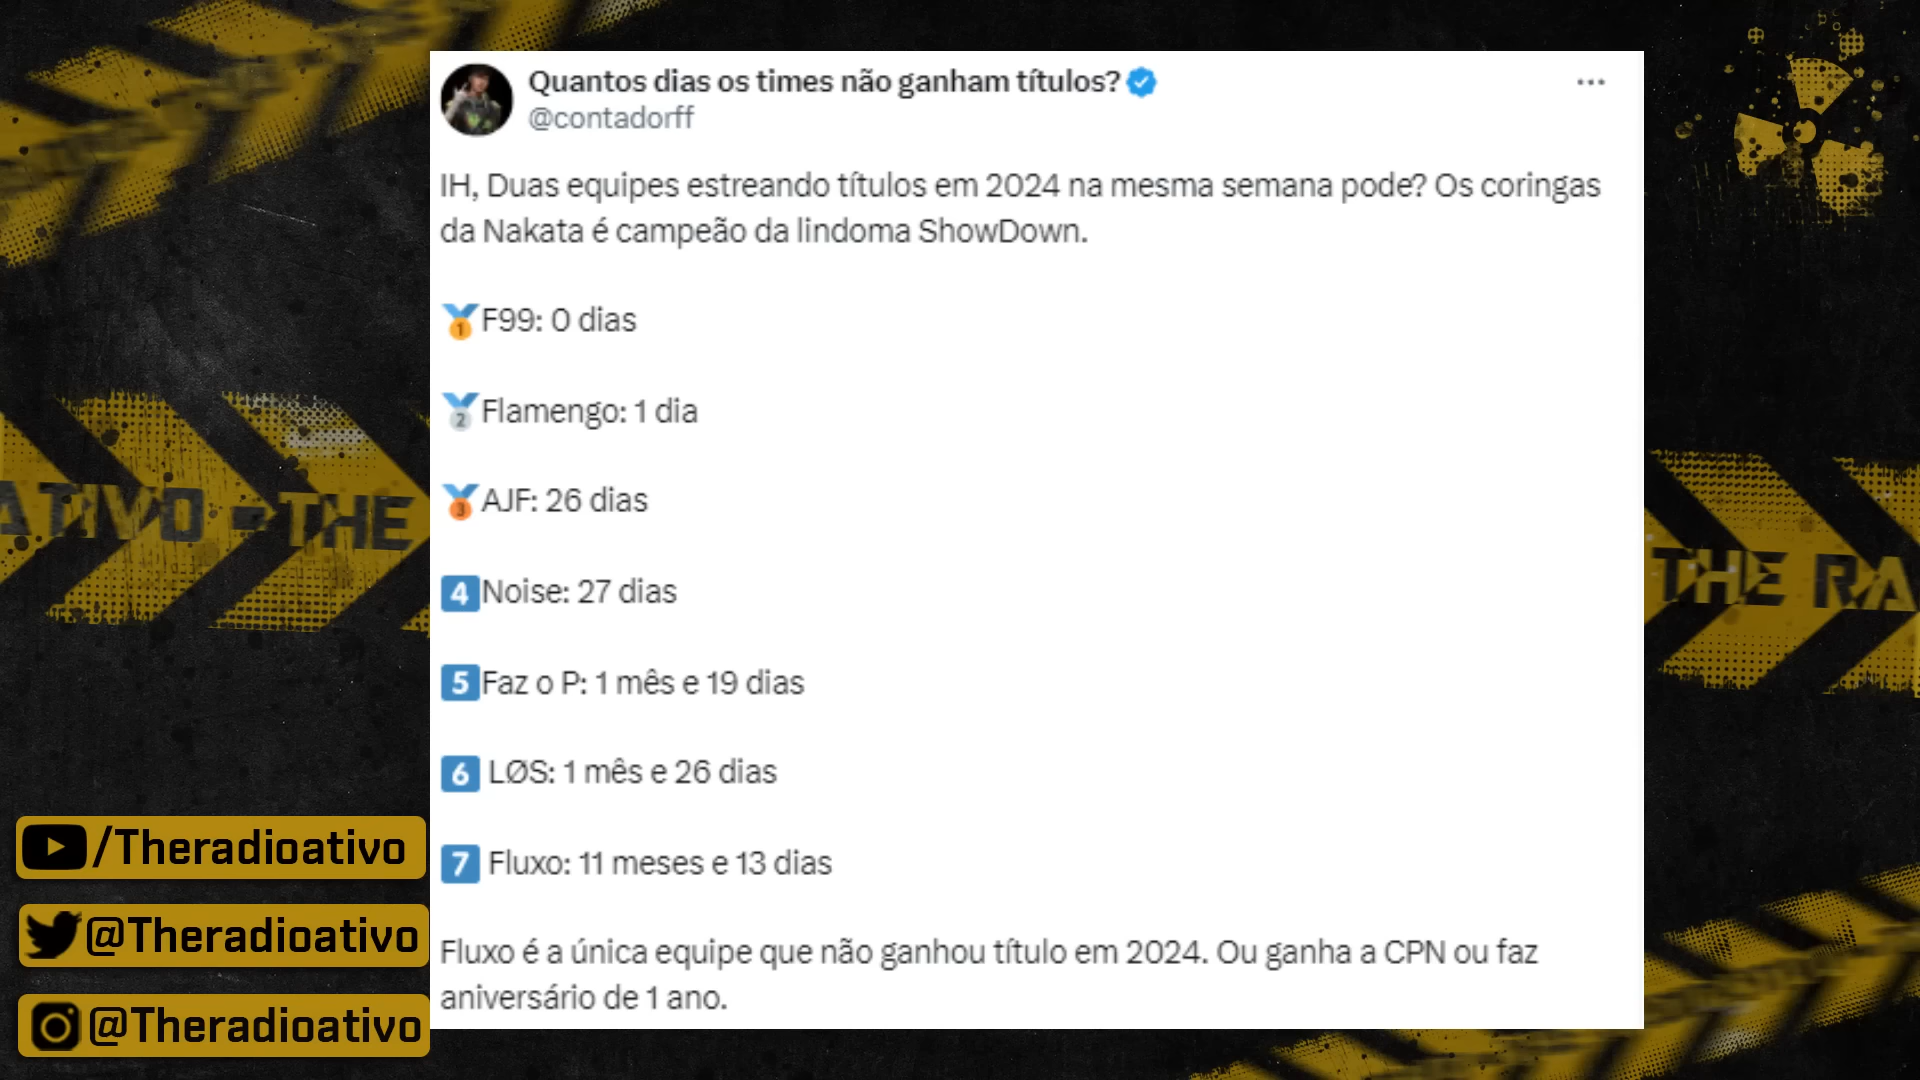 Quantos dias os times não ganham títulos?
@contadorff
IH, Duas equipes estreando títulos em 2024 na mesma semana pode? Os coringas
da Nakata é campeão da lindoma ShowDown.
🥇F99: 0 dias
🥈Flamengo: 1 dia
🥉AJF: 26 dias
4️⃣Noise: 27 dias
5️⃣Faz o P: 1 mês e 19 dias
6️⃣ LØS: 1 mês e 26 dias
7️⃣ Fluxo: 11 meses e 13 dias
Fluxo é a única equipe que não ganhou título em 2024. Ou ganha a CPN ou faz
aniversário de 1 ano.
ATIVO - THE
THE RA
/Theradioativo
@Theradioativo
@Theradioativo